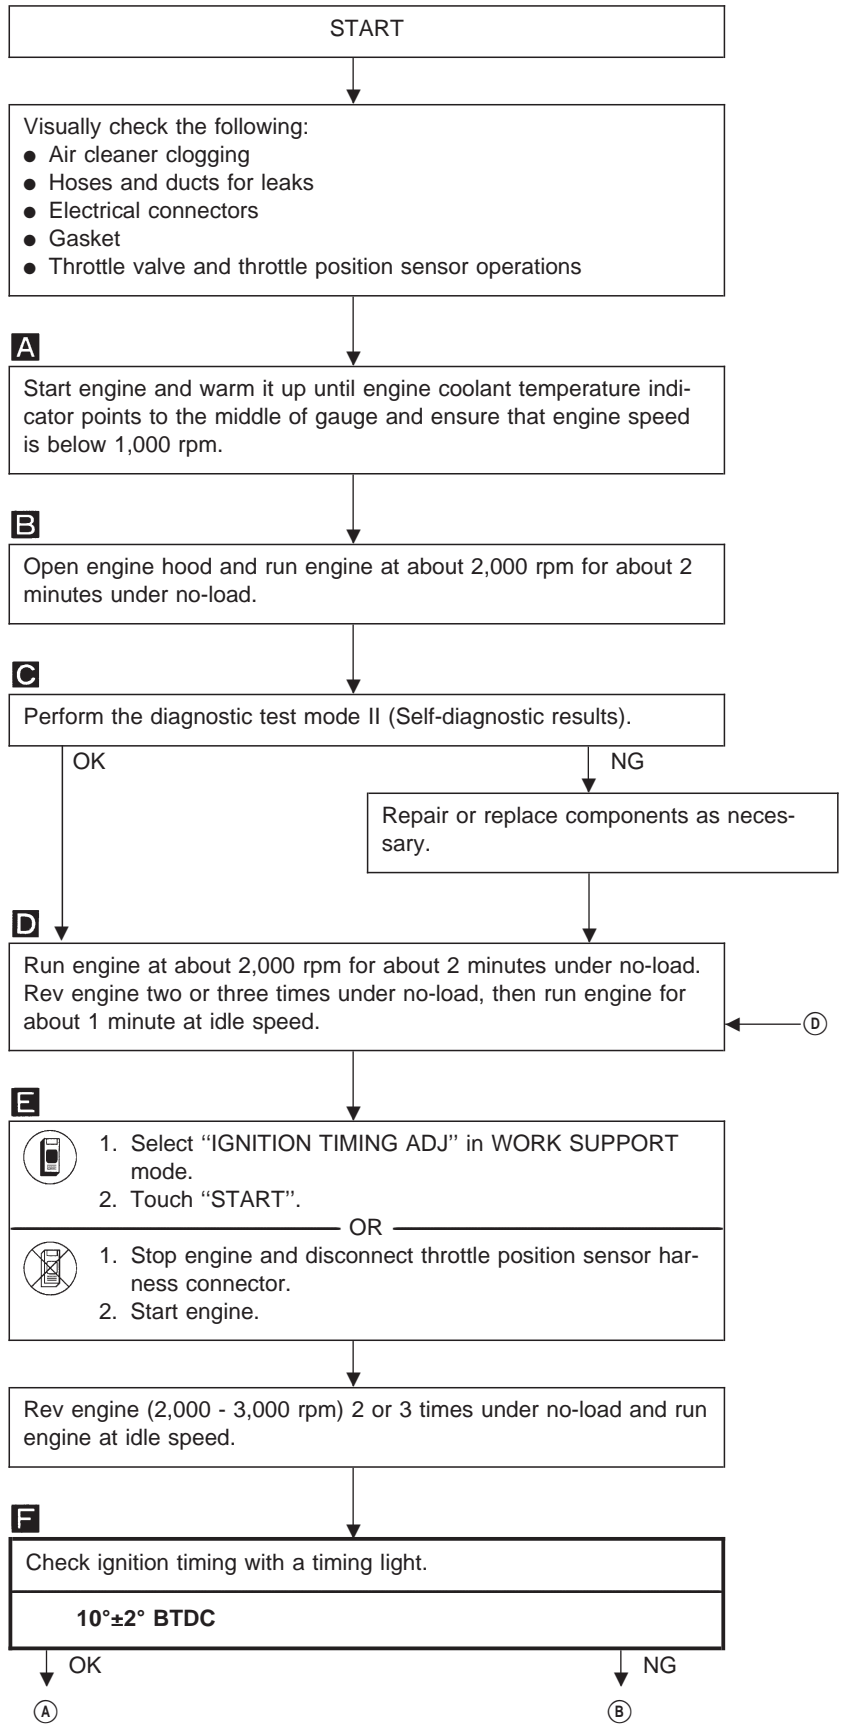 START
Visually check the following:
● Air cleaner clogging
● Hoses and ducts for leaks
● Electrical connectors
● Gasket
● Throttle valve and throttle position sensor operations
A
Start engine and warm it up until engine coolant temperature indi-
cator points to the middle of gauge and ensure that engine speed
is below 1,000 rpm.
B
Open engine hood and run engine at about 2,000 rpm for about 2
minutes under no-load.
C
Perform the diagnostic test mode II (Self-diagnostic results).
OK NG
Repair or replace components as neces-
sary.
D
Run engine at about 2,000 rpm for about 2 minutes under no-load.
Rev engine two or three times under no-load, then run engine for
about 1 minute at idle speed.
D
E
1. Select ‘‘IGNITION TIMING ADJ’’ in WORK SUPPORT
mode.
2. Touch ‘‘START’’.
OR
1. Stop engine and disconnect throttle position sensor har-
ness connector.
2. Start engine.
Rev engine (2,000 - 3,000 rpm) 2 or 3 times under no-load and run
engine at idle speed.
F
Check ignition timing with a timing light.
10°±2° BTDC
OK NG
A B